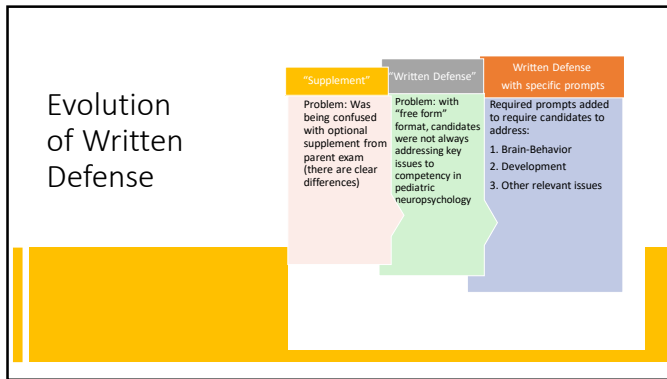 Evolution
of Written
Defense
"Supplement"
Problem: Was
being confused
with optional
supplement from
parent exam
(there are clear
differences)
"Written Defense"
Problem: with
"free form"
format, candidates
were not always
addressing key
issues to
competency in
pediatric
neuropsychology
Written Defense
with specific prompts
Required prompts added
to require candidates to
address:
1. Brain-Behavior
2. Development
3. Other relevant issues